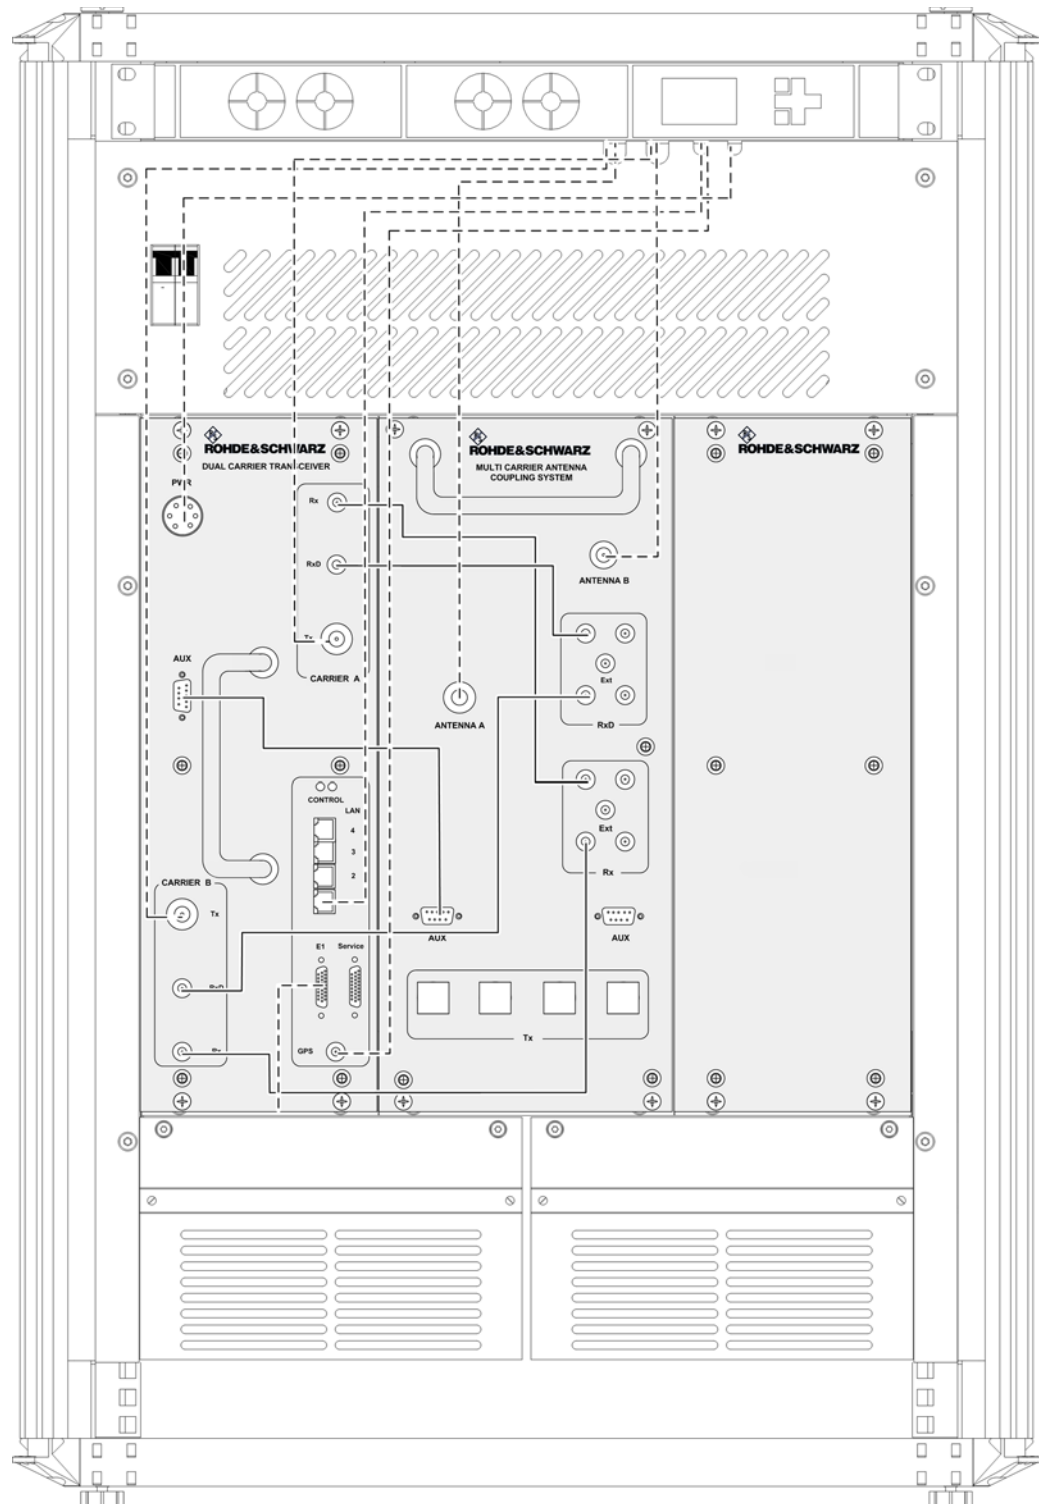 ROHDE&SCHWARZ
DUAL CARRIER TRANSCEIVER
PWR
Rx
RxD
Tx
CARRIER A
AUX
CONTROL
LAN
4
3
2
CARRIER B
Tx
RxD
Rx
E1
Service
GPS
ROHDE&SCHWARZ
MULTI CARRIER ANTENNA
COUPLING SYSTEM
ANTENNA B
ANTENNA A
Ext
RxD
Ext
Rx
AUX
AUX
Tx
ROHDE&SCHWARZ